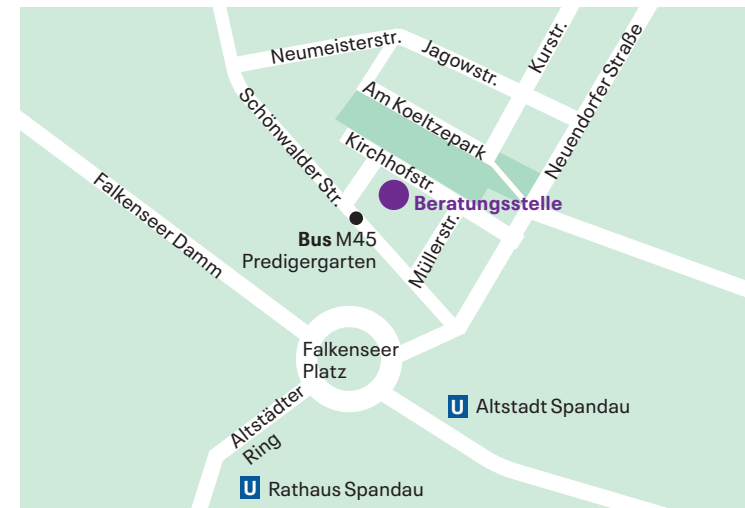 Neumeisterstr.
Jagowstr.
Kurstr.
Neuendorfer Straße
Schönwalder Str.
Am Koeltzepark
Kirchhofstr.
Beratungsstelle
Müllerstr.
Bus M45
Predigergarten
Falkenseer Damm
Falkenseer
Platz
Altstädter
Ring
U Altstadt Spandau
U Rathaus Spandau